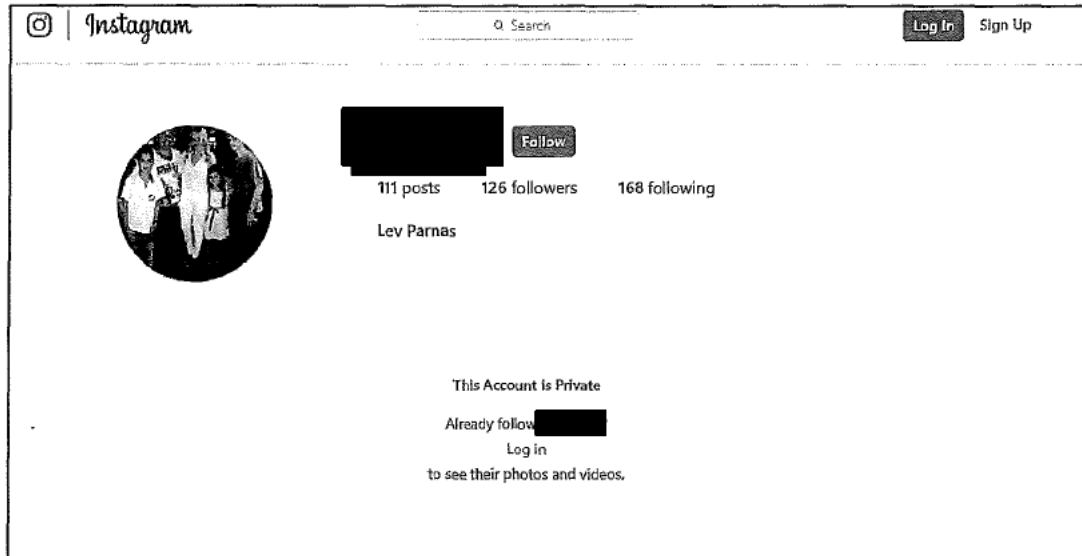 Instagram Search Log In Sign Up
Follow
111 posts 126 followers 168 following
Lev Parnas
This Account is Private
Already follow
Log in
to see their photos and videos.